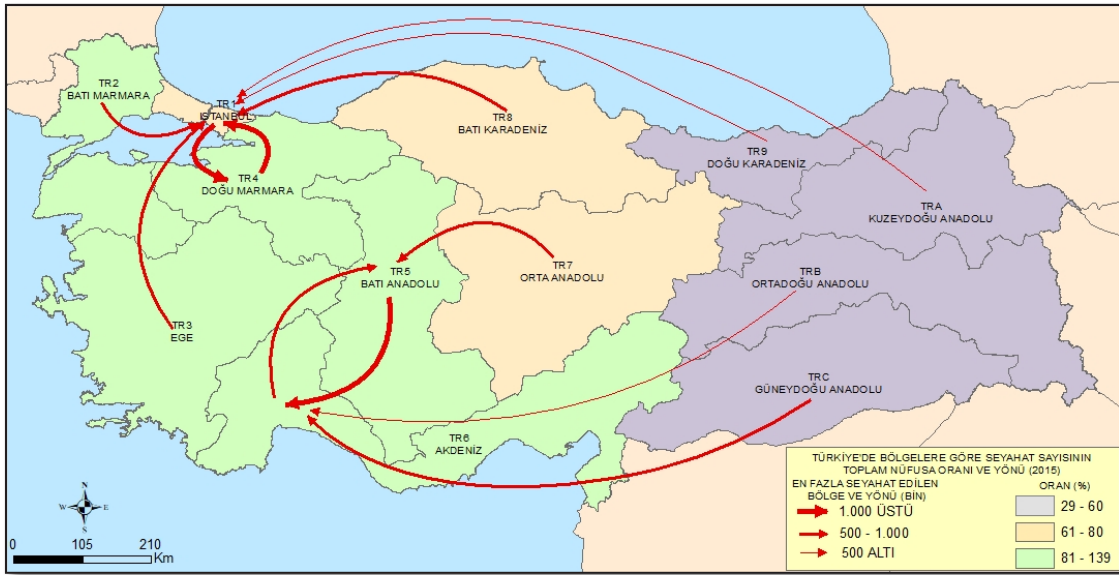 TR2
BATI MARMARA
TR1
İSTANBUL
TR8
BATI KARADENİZ
TR9
DOĞU KARADENİZ
TR4
DOĞU MARMARA
TRA
KUZEYDOĞU ANADOLU
TR5
BATI ANADOLU
TR7
ORTA ANADOLU
TRB
ORTADOĞU ANADOLU
TR3
EGE
TRC
GÜNEYDOĞU ANADOLU
TR6
AKDENİZ
TÜRKİYE'DE BÖLGELERE GÖRE SEYAHAT SAYISININ
TOPLAM NÜFUSA ORANI VE YÖNÜ (2015)
EN FAZLA SEYAHAT EDİLEN
BÖLGE VE YÖNÜ (BİN)
1.000 ÜSTÜ
500 - 1.000
500 ALTI
ORAN (%)
29 - 60
61 - 80
81 - 139
N
W
E
S
0 105 210
Km